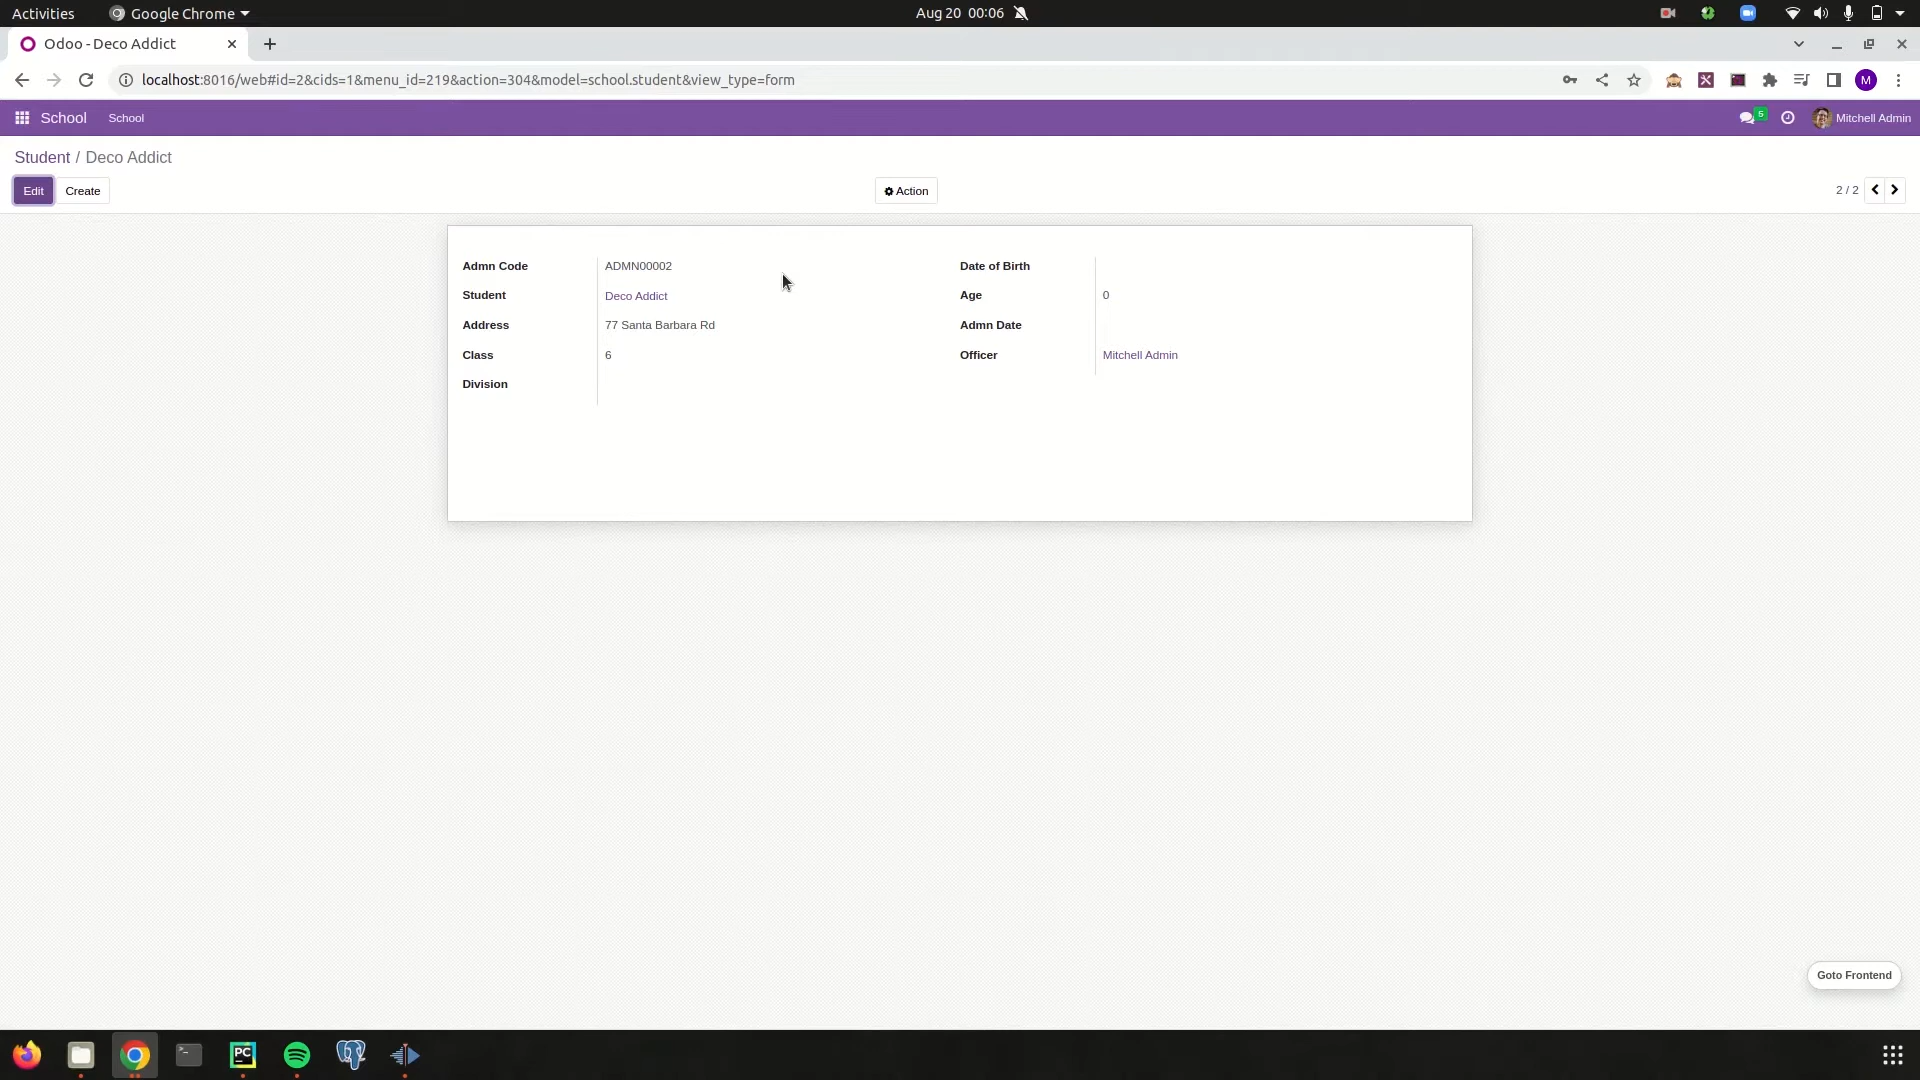 Activities Google Chrome Aug 20 00:06
Odoo - Deco Addict
localhost:8016/web#id=2&cids=1&menu_id=219&action=304&model=school.student&view_type=form M
School School 5 Mitchell Admin
Student / Deco Addict
Edit Create Action 2 / 2
Admn Code ADMN00002 Date of Birth
Student Deco Addict Age 0
Address 77 Santa Barbara Rd Admn Date
Class 6 Officer Mitchell Admin
Division
Goto Frontend
PC